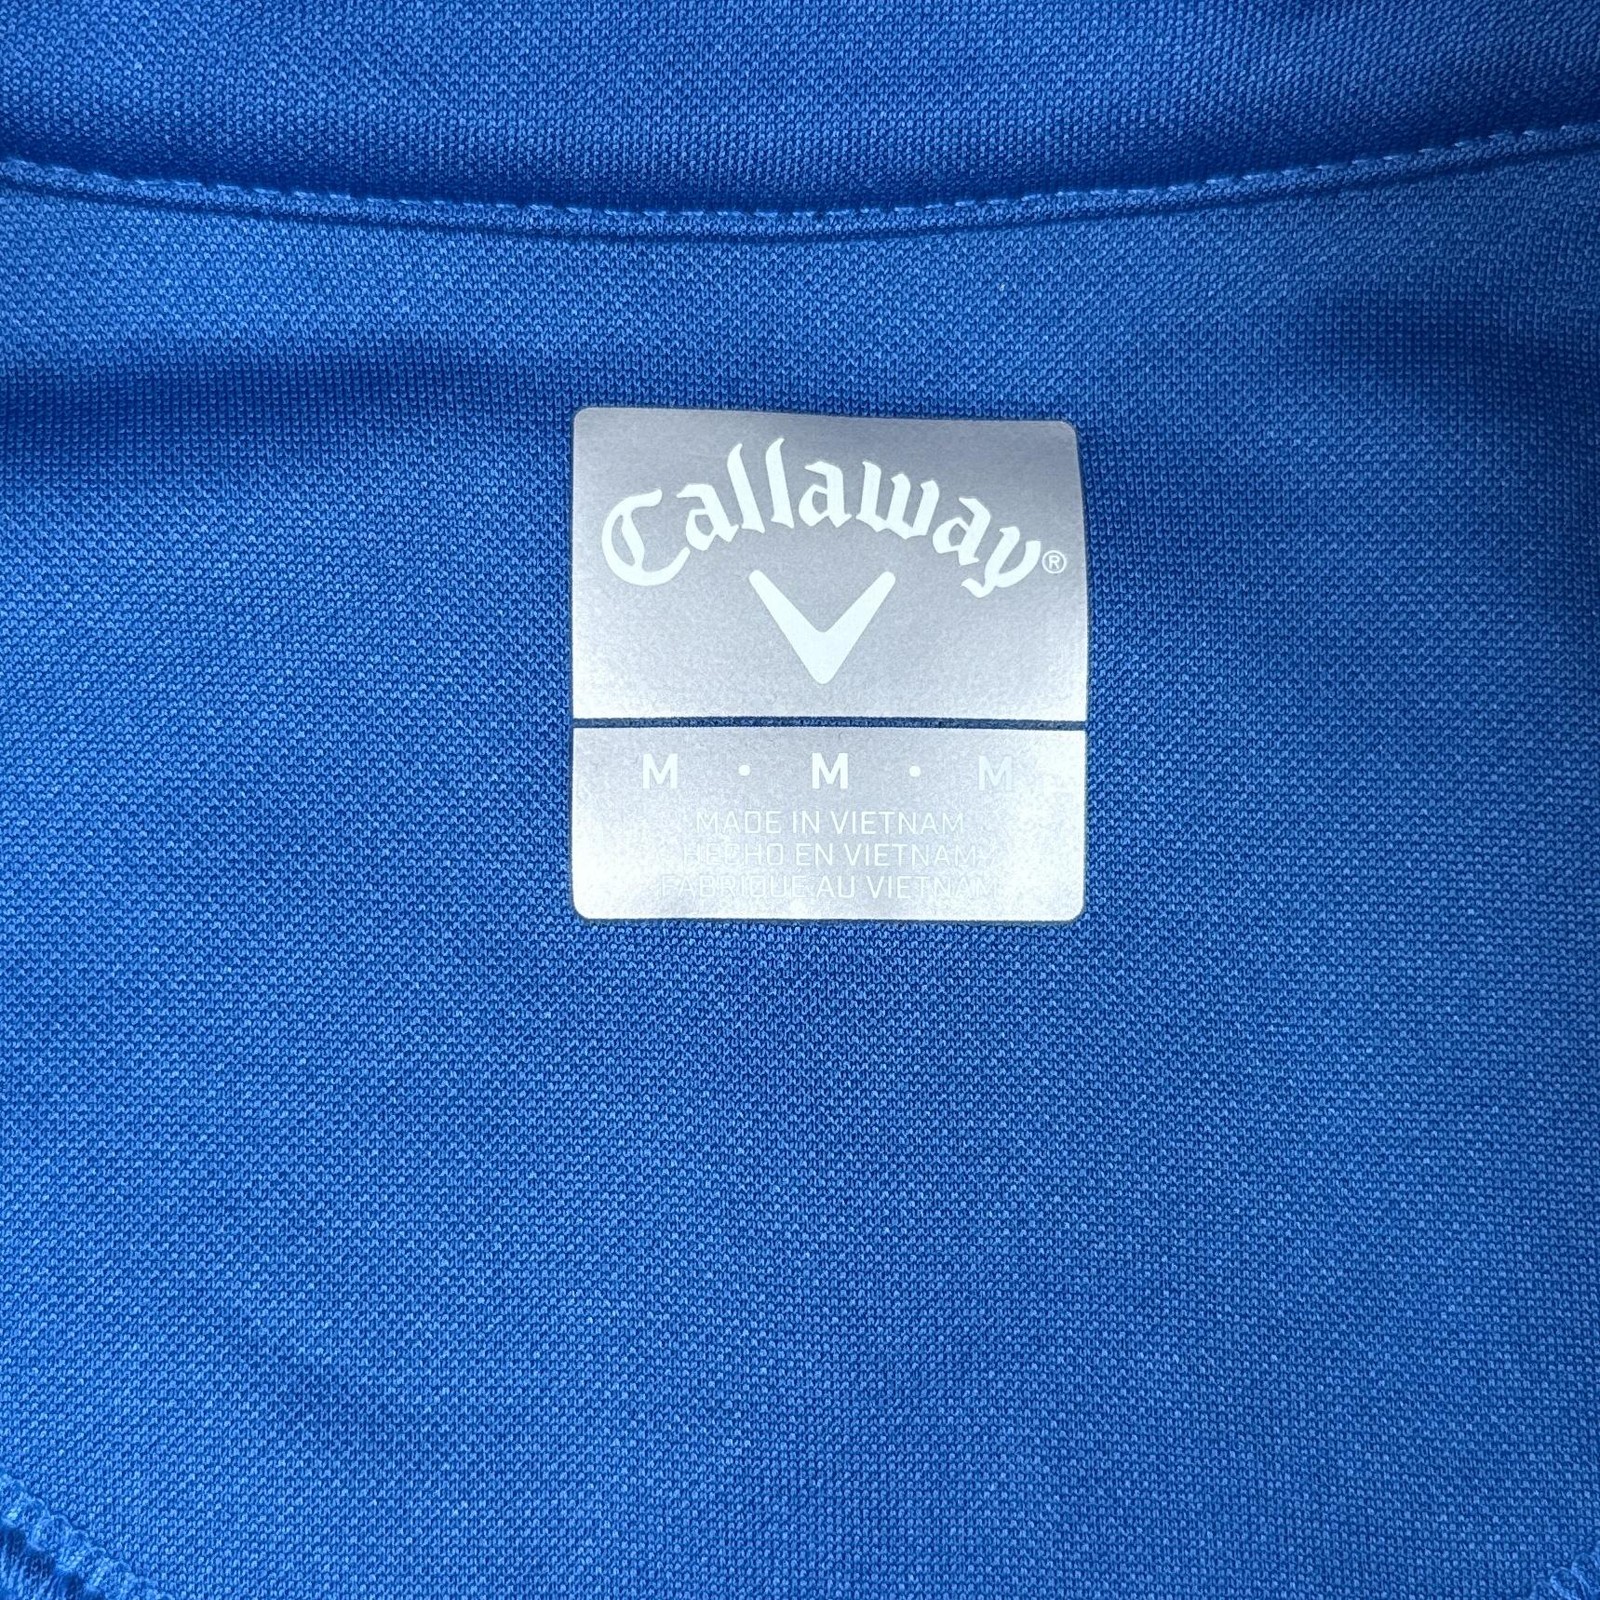 Callaway®
M · M · M
MADE IN VIETNAM
HECHO EN VIETNAM
FABRIQUE AU VIETNAM